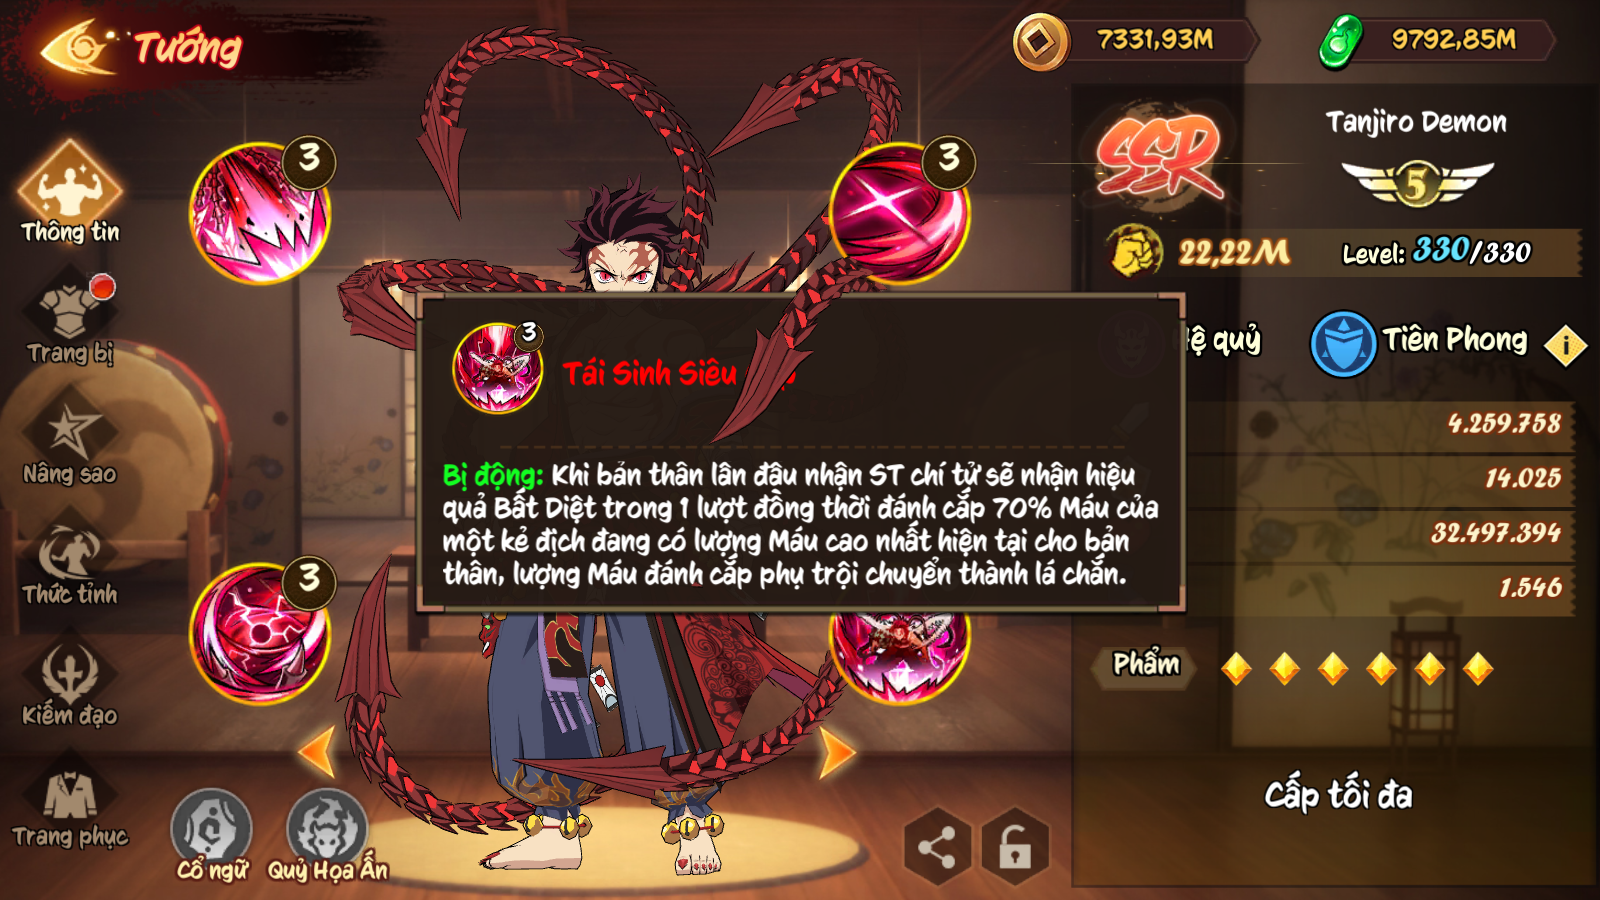 Tướng
7331,93M
9792,85M
SSR
Tanjiro Demon
5
22,22M
Level: 330/330
Thông tin
Trang bị
Nâng sao
Thức tỉnh
Kiếm đạo
Trang phục
3
3
3
3
Tái Sinh Siêu
Hệ quỷ
Tiên Phong
i
Bị động: Khi bản thân lần đầu nhận ST chí tử sẽ nhận hiệu
quả Bất Diệt trong 1 lượt đồng thời đánh cắp 70% Máu của
một kẻ địch đang có lượng Máu cao nhất hiện tại cho bản
thân, lượng Máu đánh cắp phụ trội chuyển thành lá chắn.
4.259.758
14.025
32.497.394
1.546
Phẩm
Cấp tối đa
Cổ ngữ
Quỷ Họa Ấn